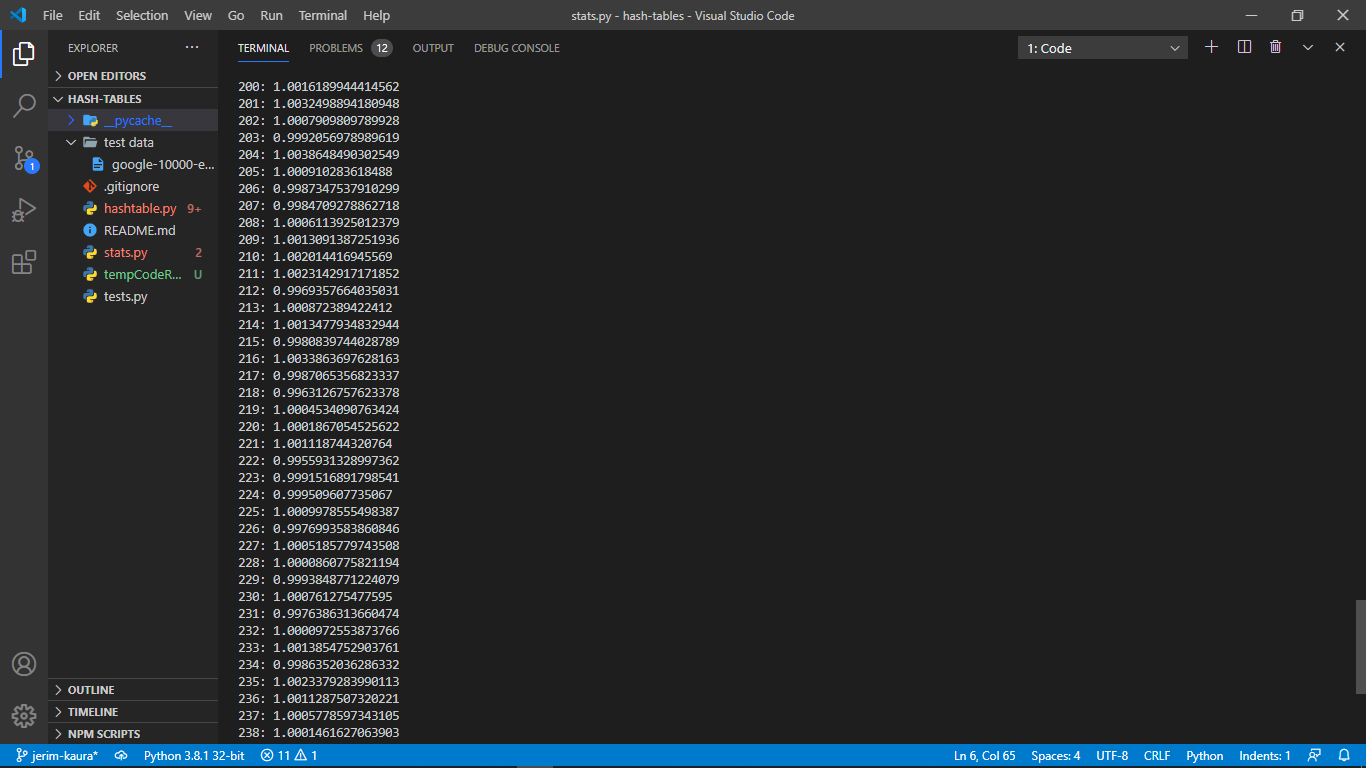 File Edit Selection View Go Run Terminal Help stats.py - hash-tables - Visual Studio Code
EXPLORER ...
OPEN EDITORS
HASH-TABLES
__pycache__
test data
google-10000-e...
.gitignore
hashtable.py 9+
README.md
stats.py 2
tempCodeR... U
tests.py
OUTLINE
TIMELINE
NPM SCRIPTS
1
TERMINAL PROBLEMS 12 OUTPUT DEBUG CONSOLE 1: Code
200: 1.0016189944414562
201: 1.0032498894180948
202: 1.0007909809789928
203: 0.9992056978989619
204: 1.0038648490302549
205: 1.000910283618488
206: 0.9987347537910299
207: 0.9984709278862718
208: 1.0006113925012379
209: 1.0013091387251936
210: 1.002014416945569
211: 1.0023142917171852
212: 0.9969357664035031
213: 1.000872389422412
214: 1.0013477934832944
215: 0.9980839744028789
216: 1.0033863697628163
217: 0.9987065356823337
218: 0.9963126757623378
219: 1.0004534090763424
220: 1.0001867054525622
221: 1.001118744320764
222: 0.9955931328997362
223: 0.9991516891798541
224: 0.999509607735067
225: 1.0009978555498387
226: 0.9976993583860846
227: 1.0005185779743508
228: 1.0000860775821194
229: 0.9993848771224079
230: 1.000761275477595
231: 0.9976386313660474
232: 1.0000972553873766
233: 1.0013854752903761
234: 0.9986352036286332
235: 1.0023379283990113
236: 1.0011287507320221
237: 1.0005778597343105
238: 1.0001461627063903
jerim-kaura* Python 3.8.1 32-bit 11 1 Ln 6, Col 65 Spaces: 4 UTF-8 CRLF Python Indents: 1